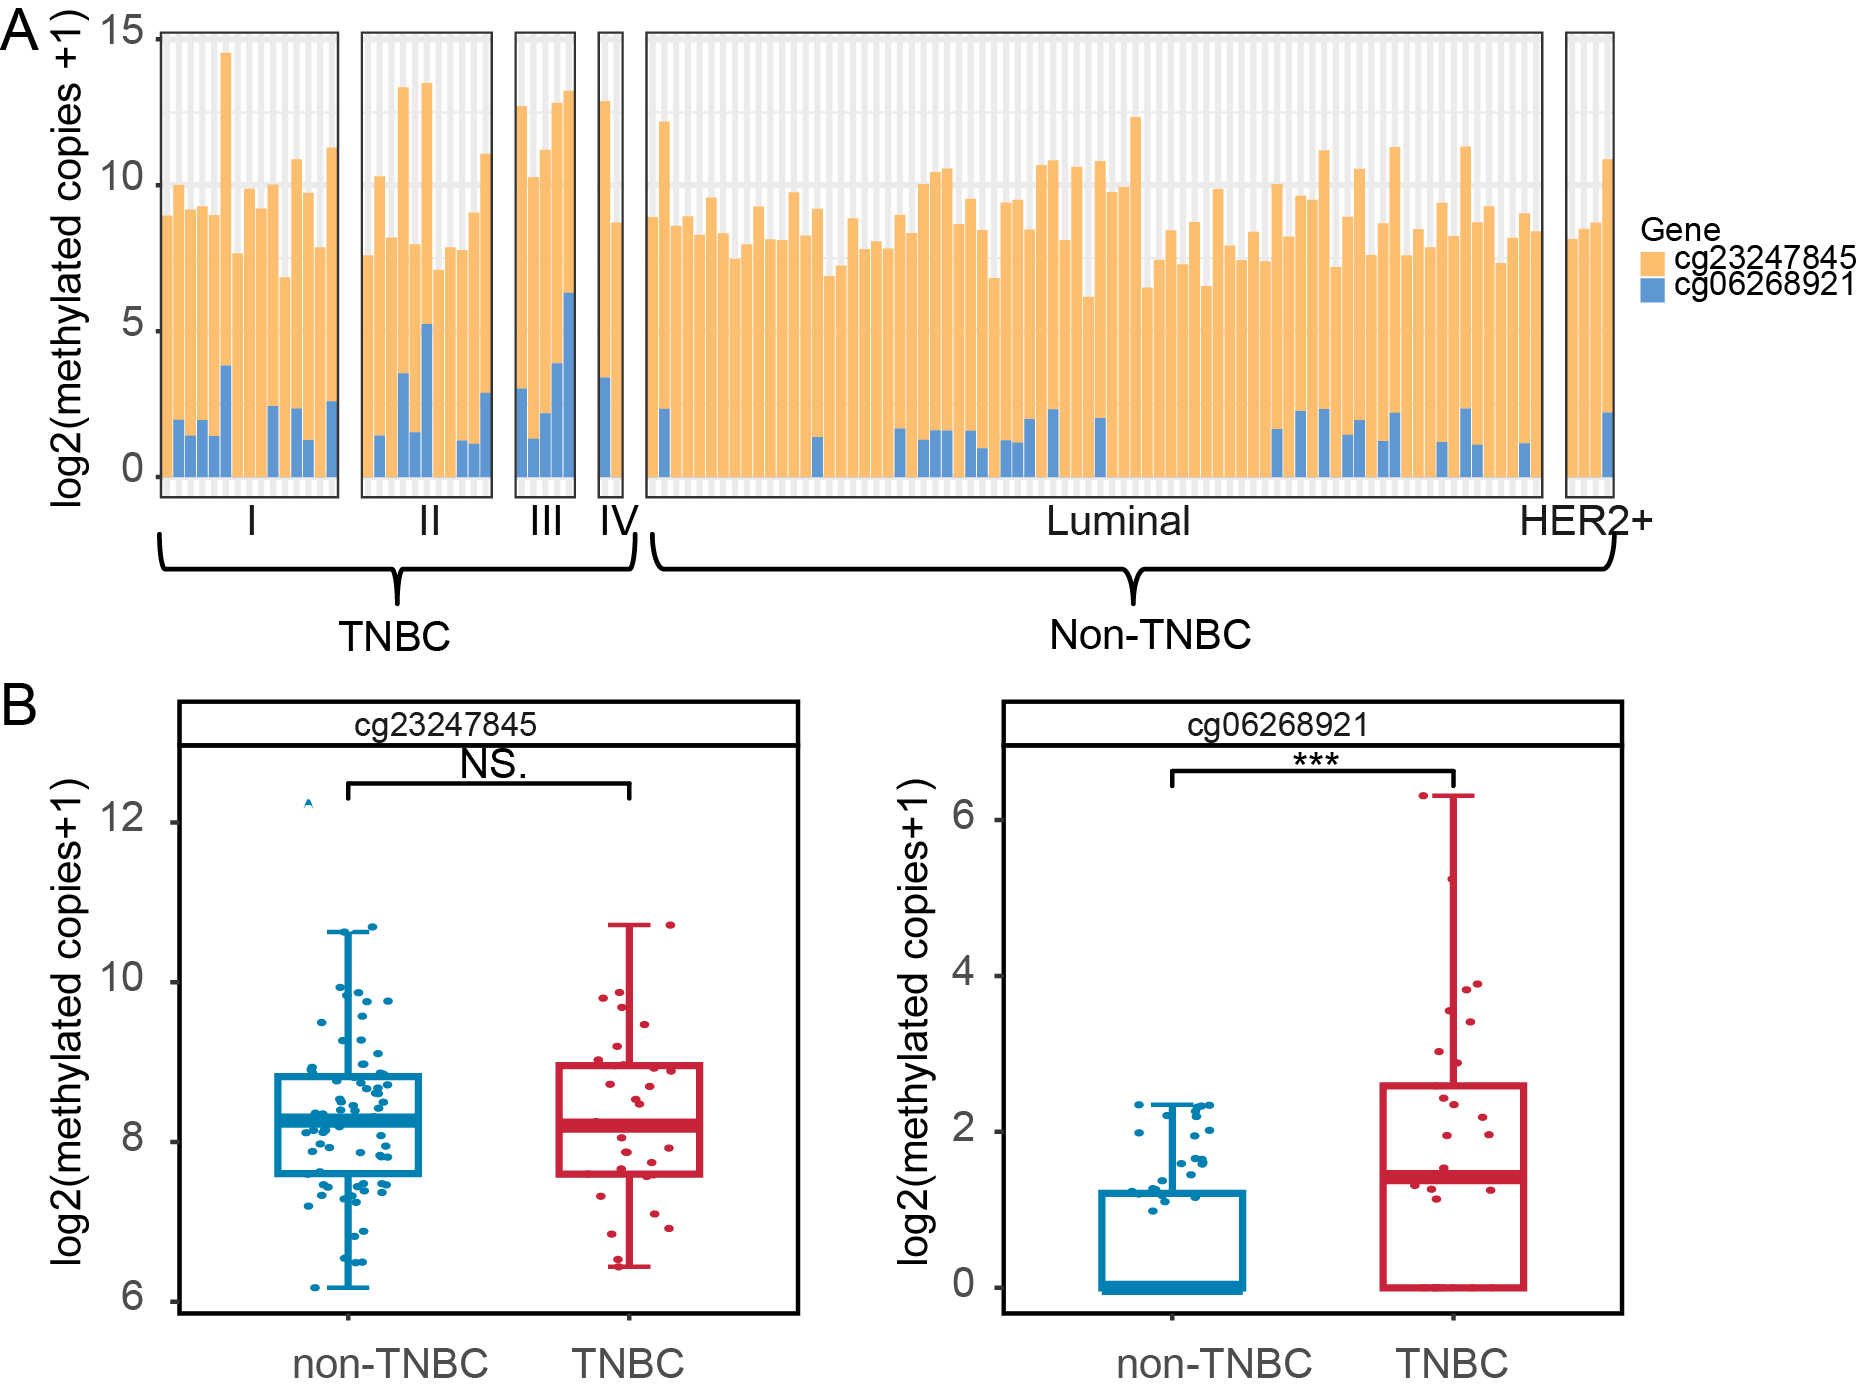 A
log2(methylated copies +1)
15
10
5
0
I
II
III
IV
Luminal
HER2+
TNBC
Non-TNBC
Gene
cg23247845
cg06268921
B
cg23247845
NS.
log2(methylated copies+1)
12
10
8
6
non-TNBC
TNBC
cg06268921
***
log2(methylated copies+1)
6
4
2
0
non-TNBC
TNBC